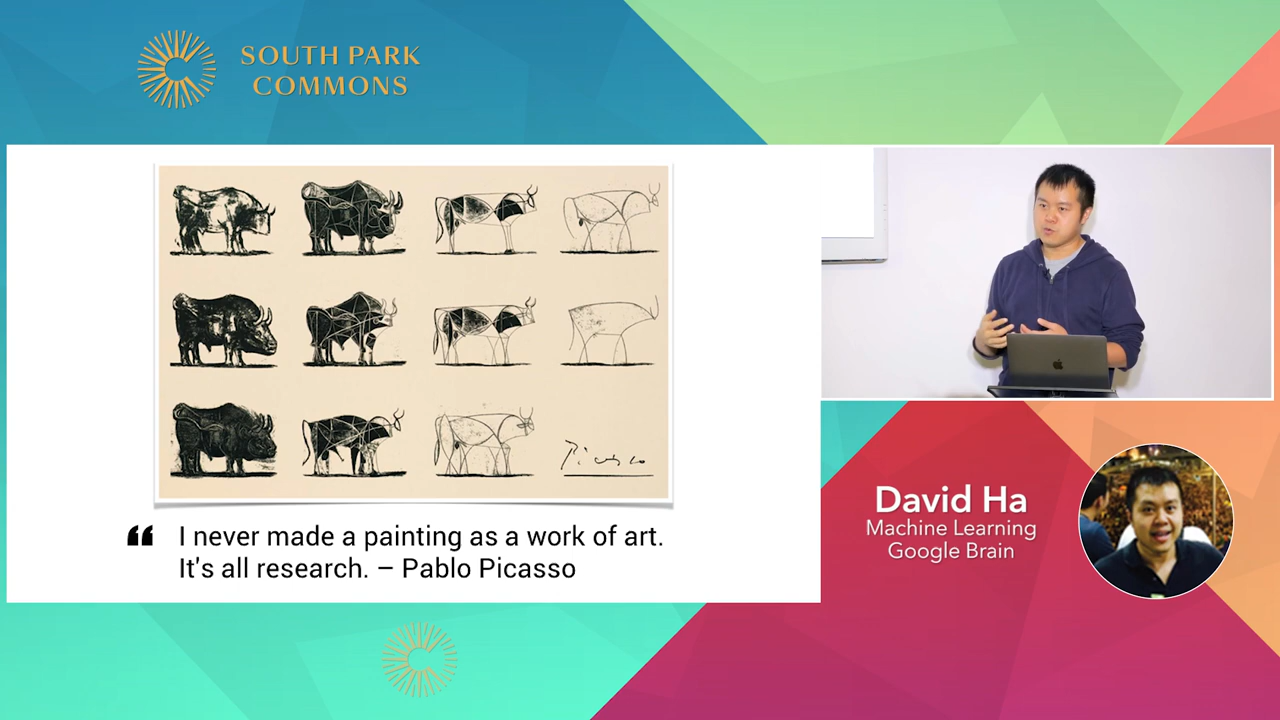 SOUTH PARK
COMMONS
Picasso
“ I never made a painting as a work of art.
It's all research. – Pablo Picasso
David Ha
Machine Learning
Google Brain